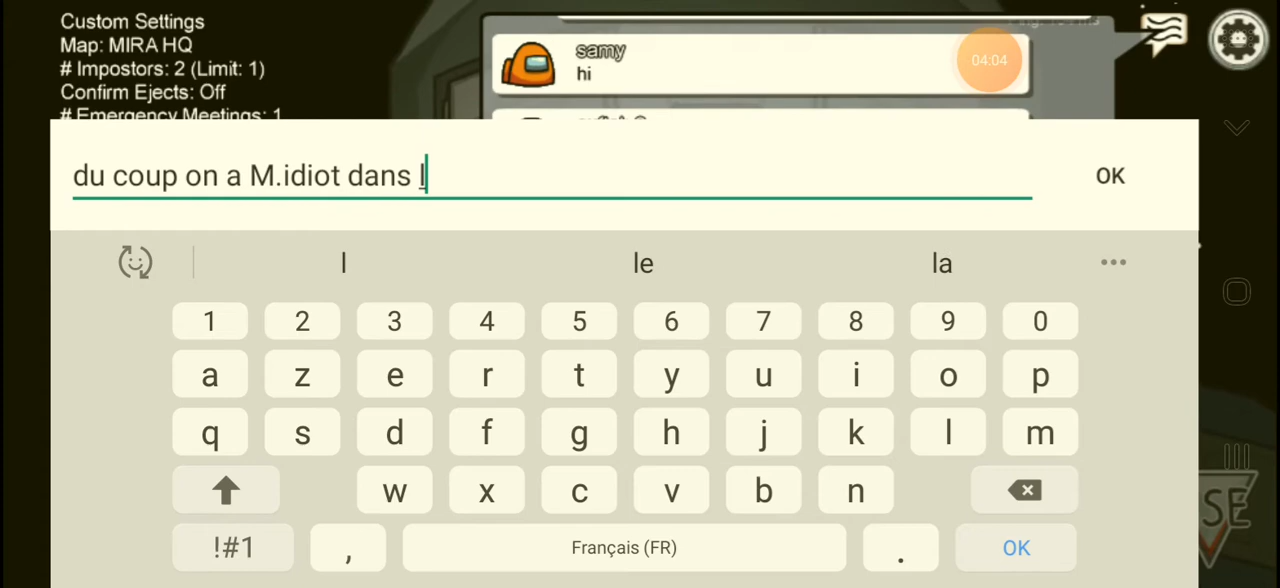 Custom Settings
Map: MIRA HQ
# Impostors: 2 (Limit: 1)
Confirm Ejects: Off
# Emergency Meetings: 1
samy
hi
04:04
du coup on a M.idiot dans l
OK
l le la
1 2 3 4 5 6 7 8 9 0
a z e r t y u i o p
q s d f g h j k l m
w x c v b n
!#1 , Français (FR) . OK